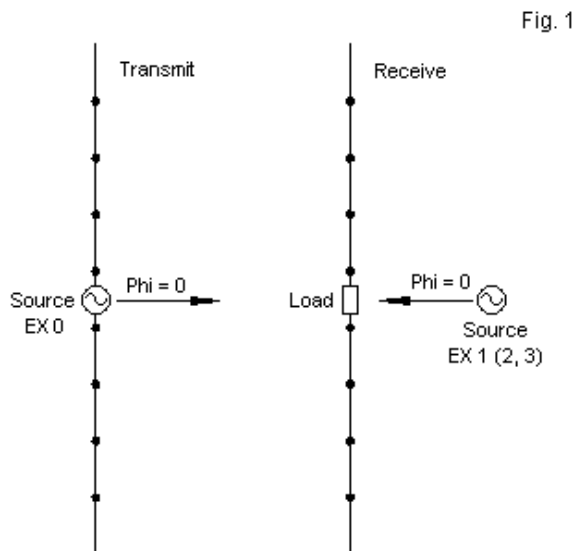 Fig. 1
Transmit
Receive
Phi = 0
Source
EX 0
Load
Phi = 0
Source
EX 1 (2, 3)